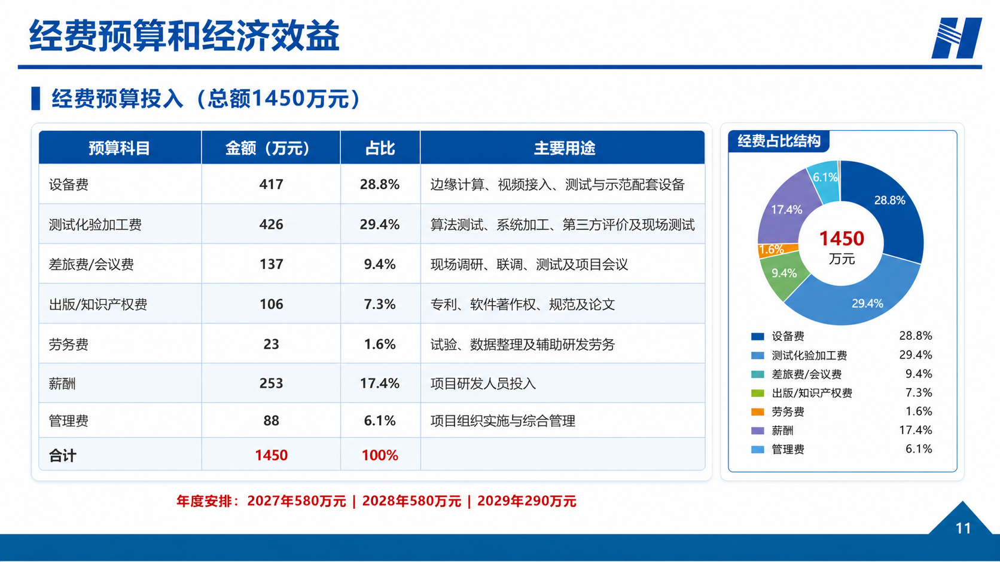 经费预算和经济效益
经费预算投入（总额1450万元）
预算科目 金额（万元） 占比 主要用途
设备费 417 28.8% 边缘计算、视频接入、测试与示范配套设备
测试化验加工费 426 29.4% 算法测试、系统加工、第三方评价及现场测试
差旅费/会议费 137 9.4% 现场调研、联调、测试及项目会议
出版/知识产权费 106 7.3% 专利、软件著作权、规范及论文
劳务费 23 1.6% 试验、数据整理及辅助研发劳务
薪酬 253 17.4% 项目研发人员投入
管理费 88 6.1% 项目组织实施与综合管理
合计 1450 100%
经费占比结构
6.1%
28.8%
17.4%
1450
万元
1.6%
9.4%
29.4%
设备费 28.8%
测试化验加工费 29.4%
差旅费/会议费 9.4%
出版/知识产权费 7.3%
劳务费 1.6%
薪酬 17.4%
管理费 6.1%
年度安排：2027年580万元 | 2028年580万元 | 2029年290万元
11